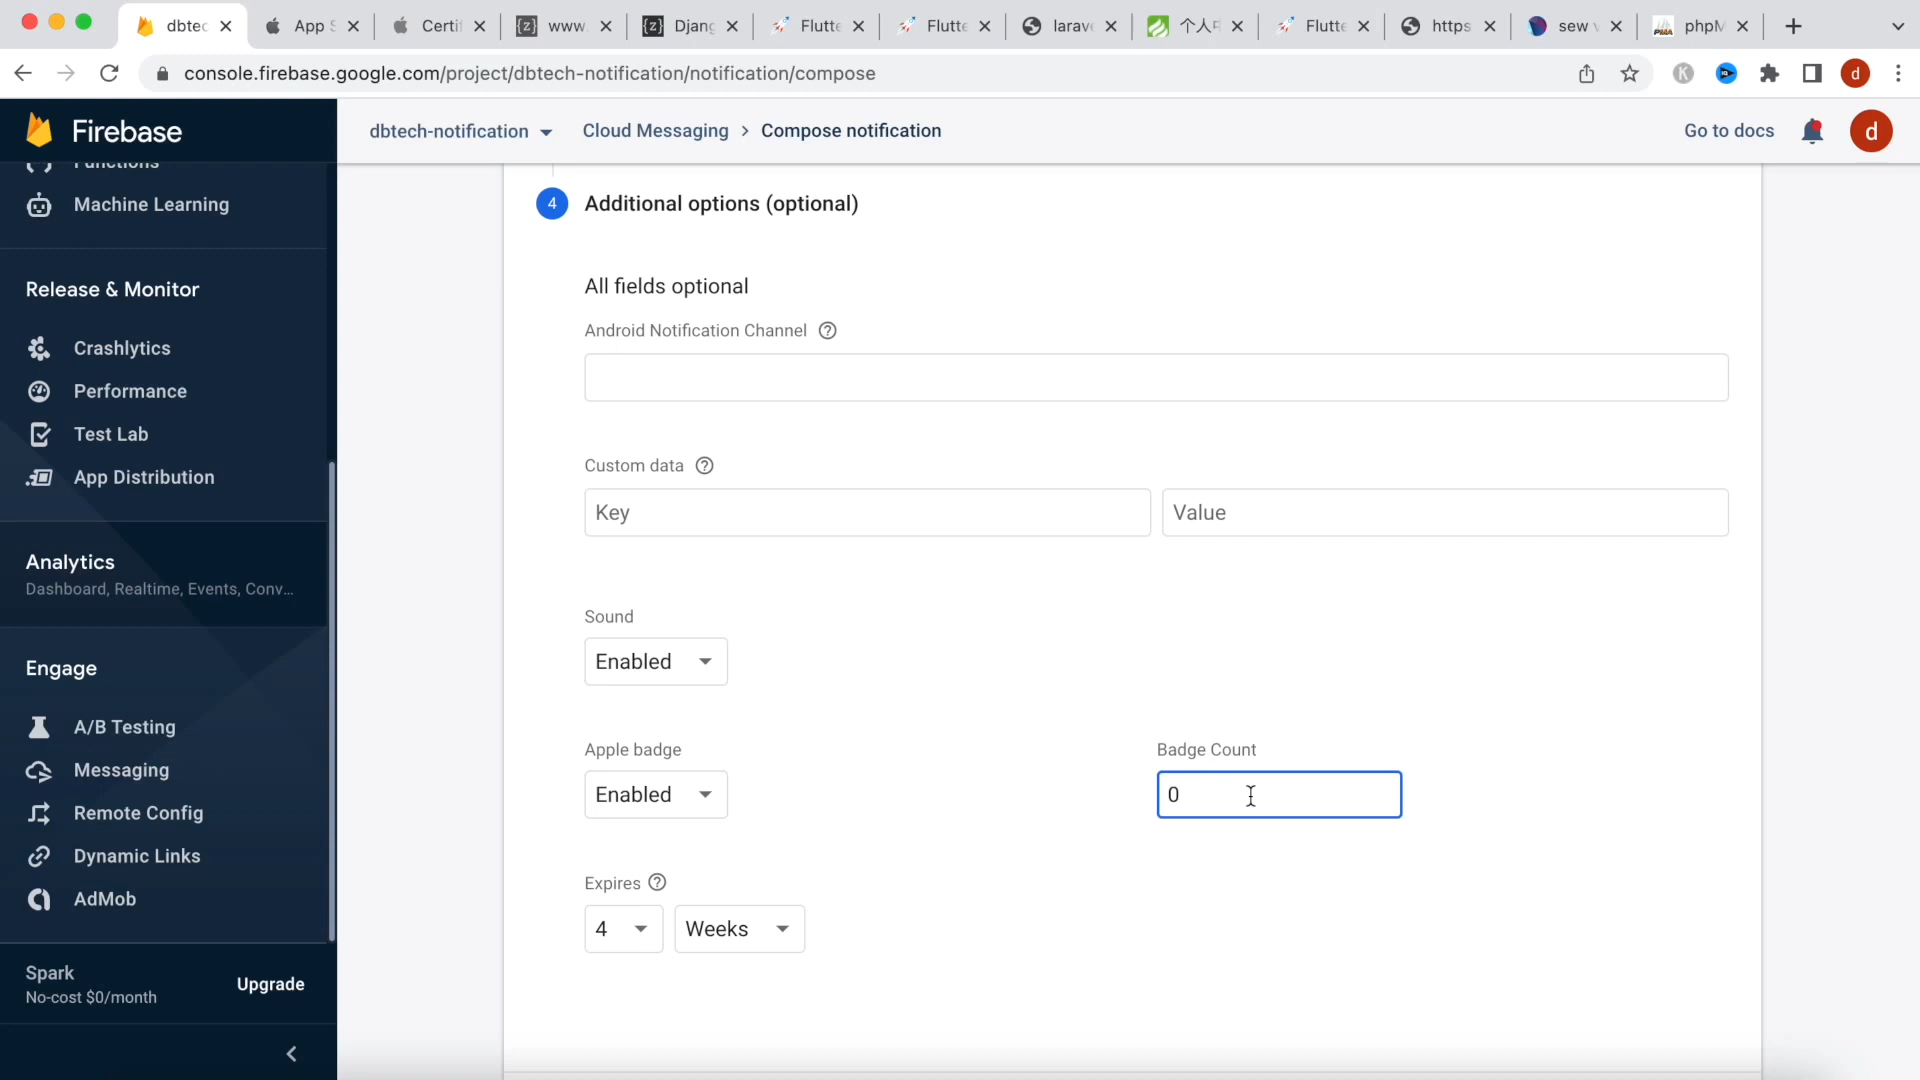 dbtec
App S
Certif
www.
Djang
Flutte
Flutte
larave
Flutte
https
sew v
phpM
console.firebase.google.com/project/dbtech-notification/notification/compose
d
Firebase
dbtech-notification
Cloud Messaging > Compose notification
Go to docs
d
Functions
Machine Learning
Release & Monitor
Crashlytics
Performance
Test Lab
App Distribution
Analytics
Dashboard, Realtime, Events, Conv...
Engage
A/B Testing
Messaging
Remote Config
Dynamic Links
AdMob
Spark
No-cost $0/month
Upgrade
4 Additional options (optional)
All fields optional
Android Notification Channel
Custom data
Key
Value
Sound
Enabled
Apple badge
Badge Count
Enabled
0
Expires
4
Weeks